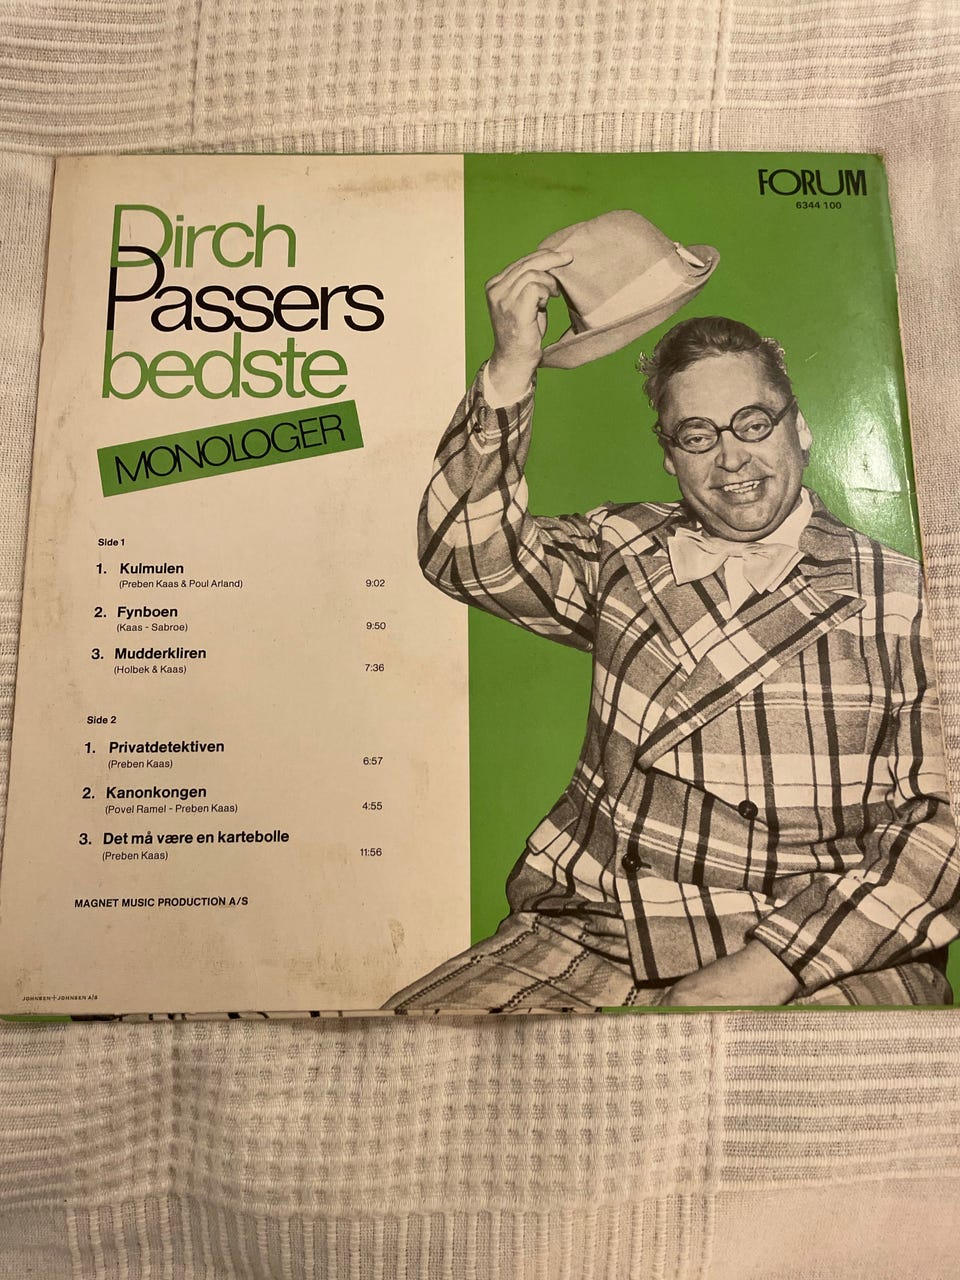 Dirch
Passers
bedste
MONOLOGER
FORUM
6344 100
Side 1
1. Kulmulen
(Preben Kaas & Poul Arland) 9:02
2. Fynboen
(Kaas - Sabroe) 9:50
3. Mudderkliren
(Holbek & Kaas) 7:36
Side 2
1. Privatdetektiven
(Preben Kaas) 6:57
2. Kanonkongen
(Povel Ramel - Preben Kaas) 4:55
3. Det må være en kartebolle
(Preben Kaas) 11:56
MAGNET MUSIC PRODUCTION A/S
JOHNSEN+JOHNSEN A/S